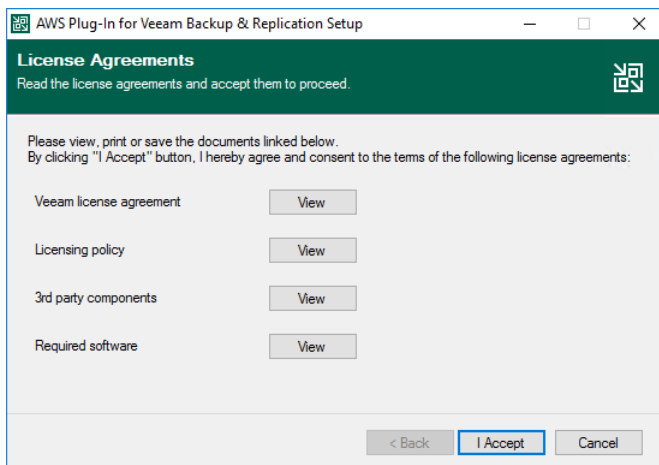 AWS Plug-In for Veeam Backup & Replication Setup
License Agreements
Read the license agreements and accept them to proceed.
Please view, print or save the documents linked below.
By clicking "I Accept" button, I hereby agree and consent to the terms of the following license agreements:
Veeam license agreement View
Licensing policy View
3rd party components View
Required software View
< Back I Accept Cancel